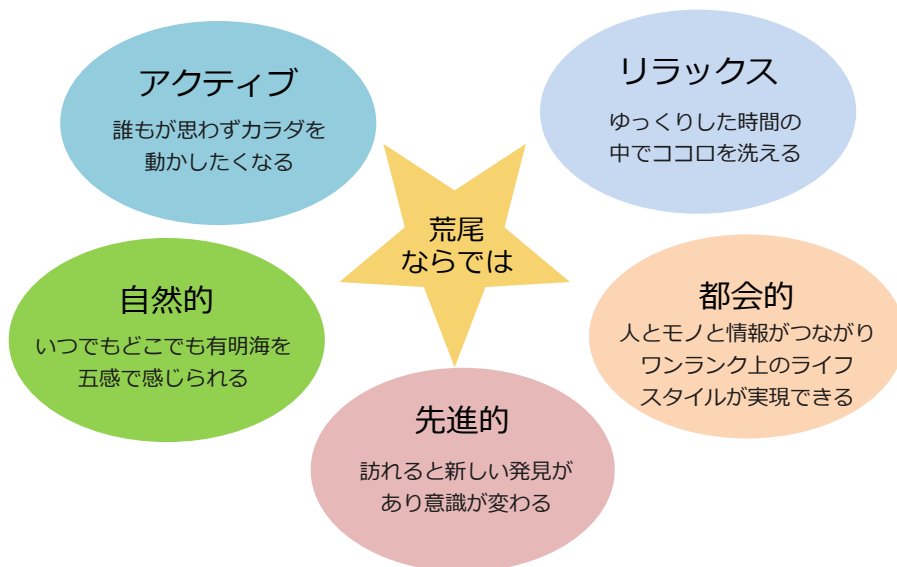 アクティブ
誰もが思わずカラダを
動かしたくなる
リラックス
ゆっくりした時間の
中でココロを洗える
荒尾
ならでは
自然的
いつでもどこでも有明海を
五感で感じられる
都会的
人とモノと情報がつながり
ワンランク上のライフ
スタイルが実現できる
先進的
訪れると新しい発見が
あり意識が変わる